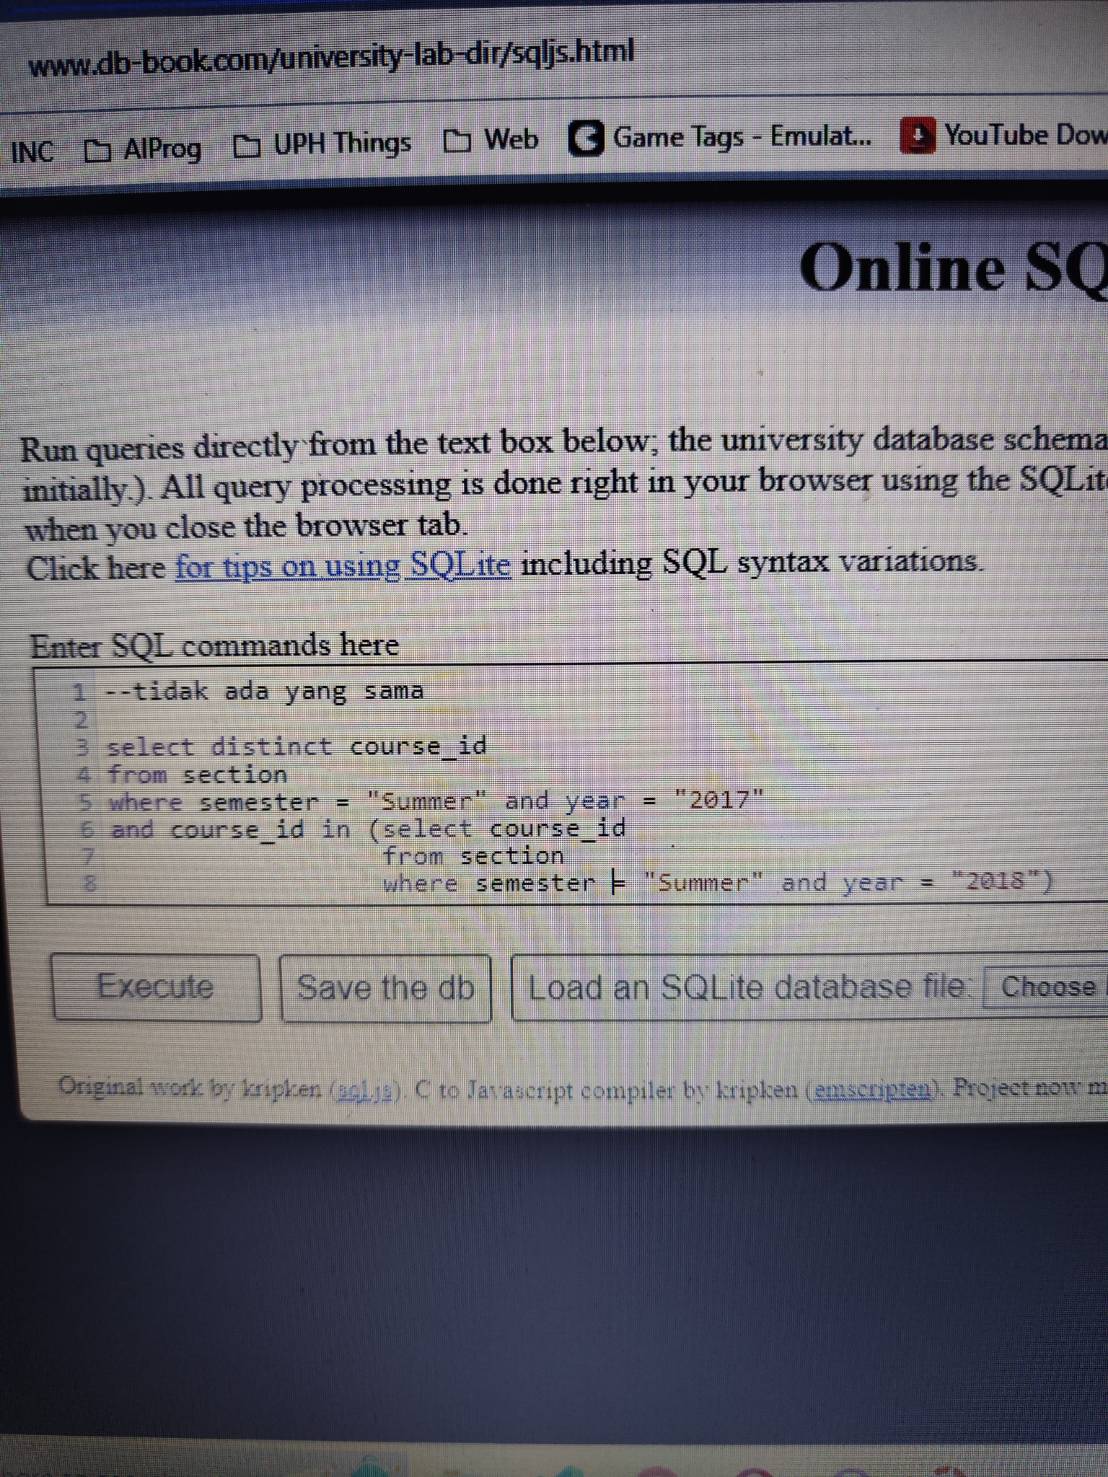 www.db-book.com/university-lab-dir/sqljs.html
INC AIProg UPH Things Web Game Tags - Emulat... YouTube Dow
Online SQ
Run queries directly from the text box below; the university database schema
initially.). All query processing is done right in your browser using the SQLit
when you close the browser tab.
Click here for tips on using SQLite including SQL syntax variations.
Enter SQL commands here
1 --tidak ada yang sama
2
3 select distinct course_id
4 from section
5 where semester = "Summer" and year = "2017"
6 and course_id in (select course_id
7 from section
8 where semester = "Summer" and year = "2018")
Execute Save the db Load an SQLite database file: Choose
Original work by kripken (sql.js). C to Javascript compiler by kripken (emscripten). Project now m